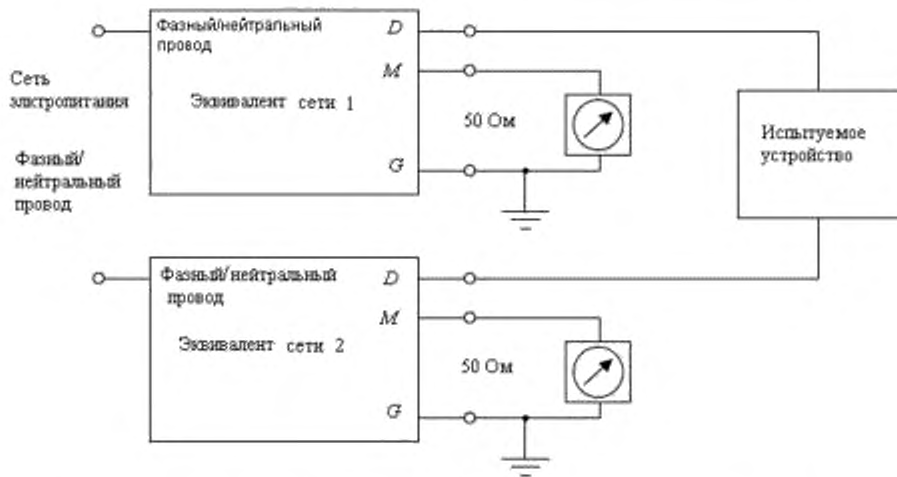 Фазный/нейтральный
провод
D
M
Сеть
злстропитания
Эквивалент сети 1
50 Ом
Испытуемое
устройство
Фазный/
нейтральный
провод
G
Фазный/нейтральный
провод
D
M
Эквивалент сети 2
50 Ом
G